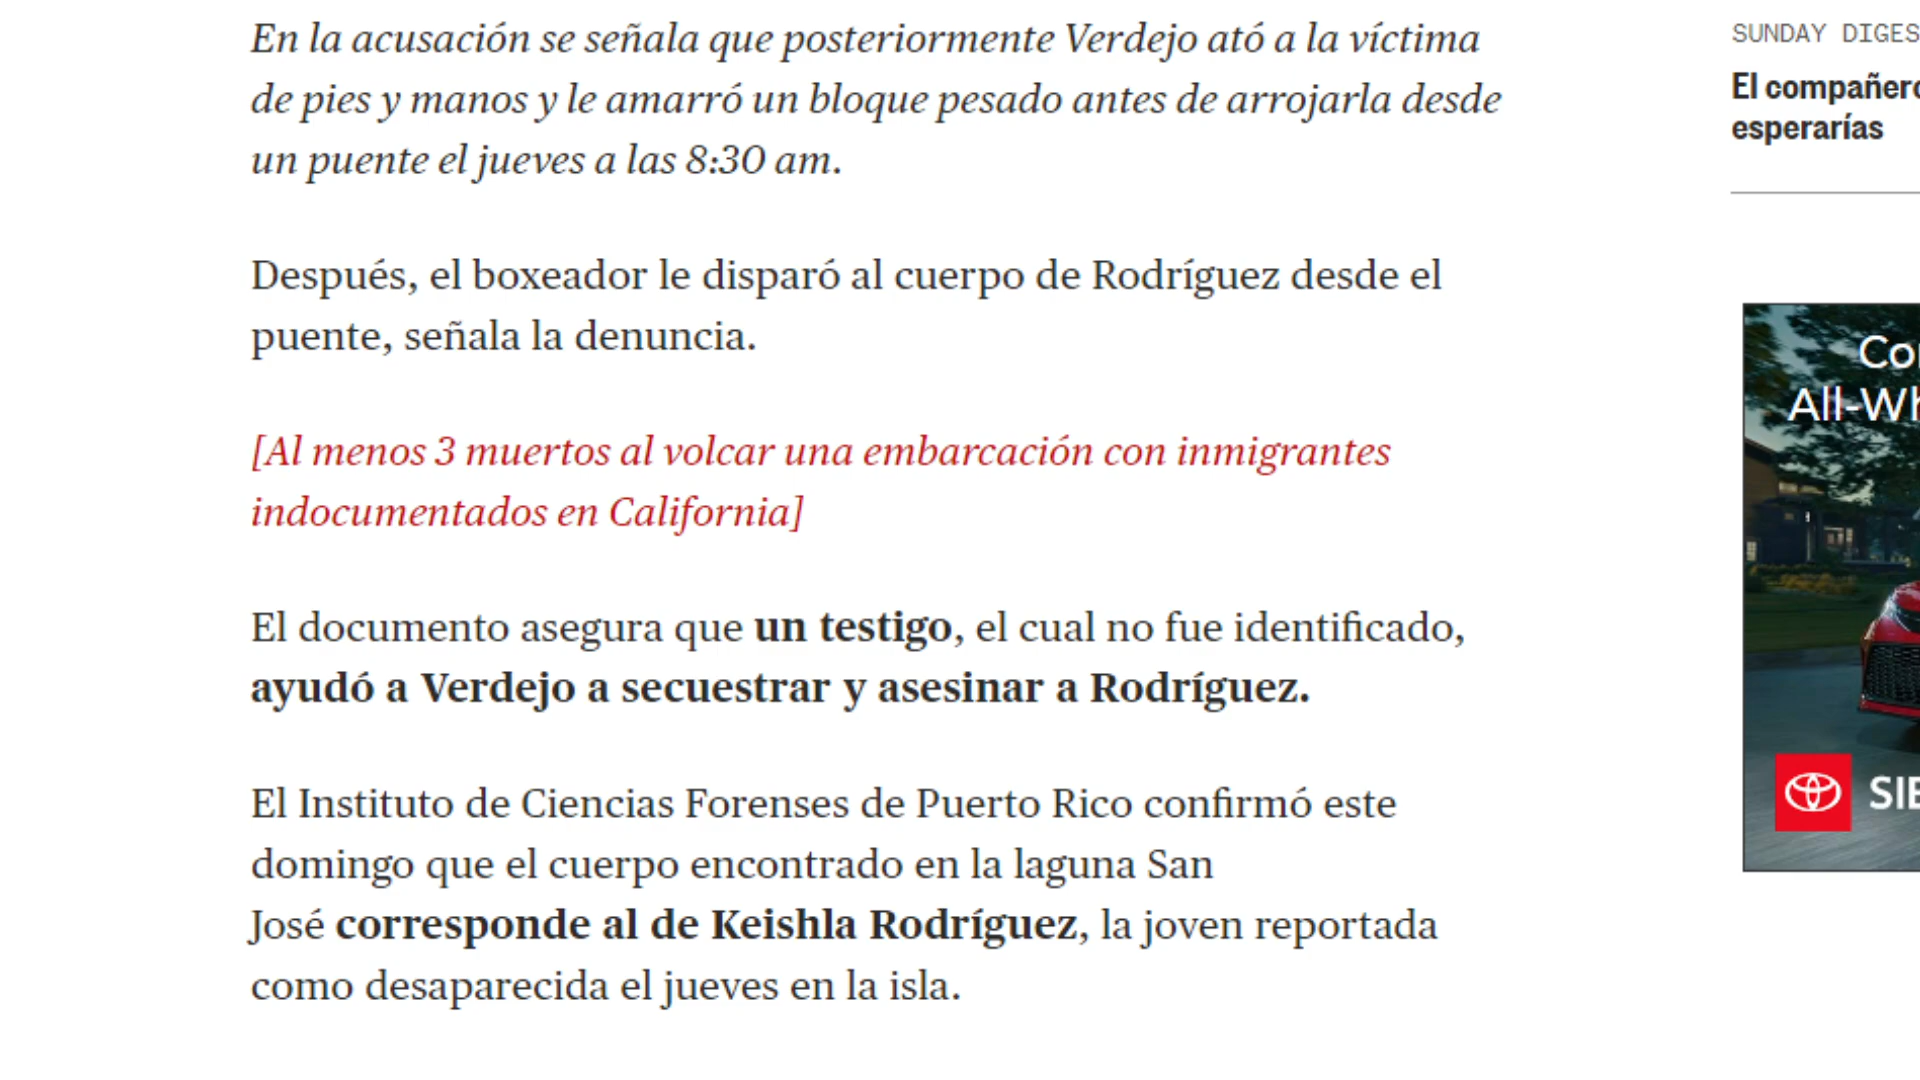 En la acusación se señala que posteriormente Verdejo ató a la víctima
de pies y manos y le amarró un bloque pesado antes de arrojarla desde
un puente el jueves a las 8:30 am.
Después, el boxeador le disparó al cuerpo de Rodríguez desde el
puente, señala la denuncia.
[Al menos 3 muertos al volcar una embarcación con inmigrantes
indocumentados en California]
El documento asegura que un testigo, el cual no fue identificado,
ayudó a Verdejo a secuestrar y asesinar a Rodríguez.
El Instituto de Ciencias Forenses de Puerto Rico confirmó este
domingo que el cuerpo encontrado en la laguna San
José corresponde al de Keishla Rodríguez, la joven reportada
como desaparecida el jueves en la isla.
SUNDAY DIGES
El compañero
esperarías
All-Wh